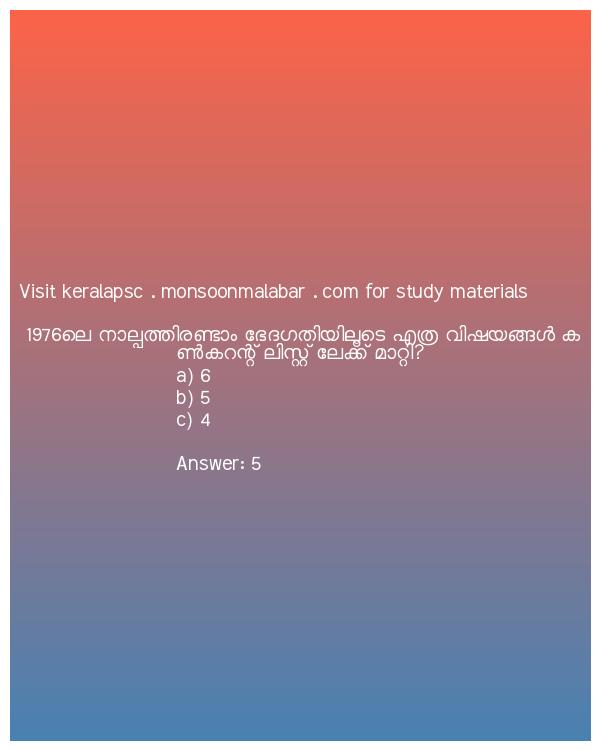 Visit keralapsc . monsoonmalabar . com for study materials
1976ലെ നാല്പത്തിരണ്ടാം ഭേദഗതിയിലൂടെ എത്ര വിഷയങ്ങൾ ക
ൺകറന്റ് ലിസ്റ്റ് ലേക്ക് മാറ്റി?
a) 6
b) 5
c) 4
Answer: 5